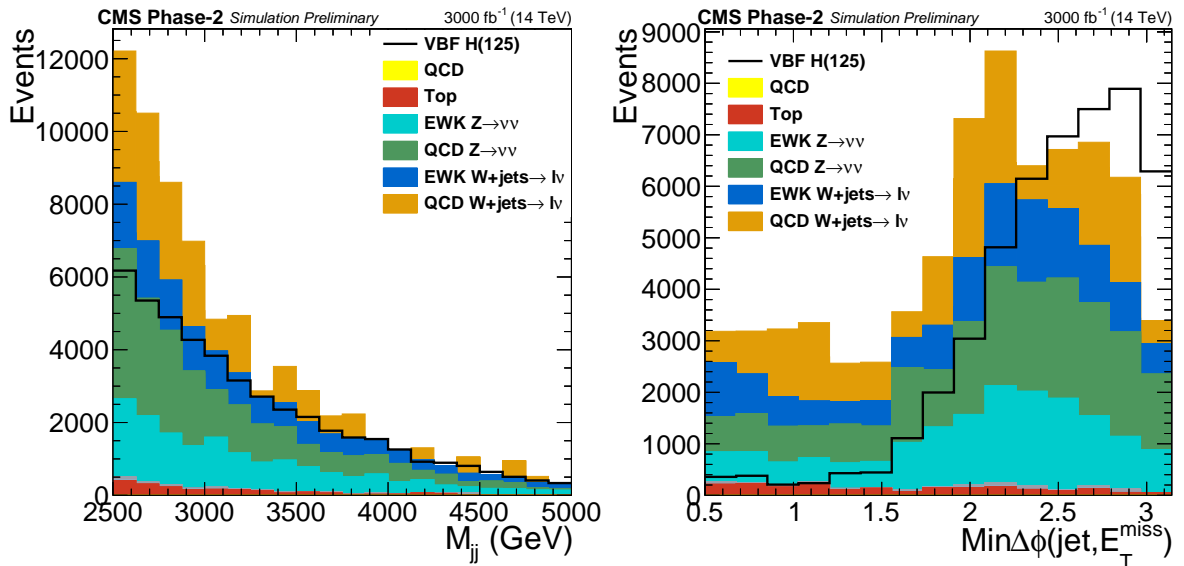 CMS Phase-2 Simulation Preliminary 3000 fb⁻¹ (14 TeV)
Events
12000
10000
8000
6000
4000
2000
0
VBF H(125)
QCD
Top
EWK Z→νν
QCD Z→νν
EWK W+jets→ lν
QCD W+jets→ lν
2500 3000 3500 4000 4500 5000
M_jj (GeV)
CMS Phase-2 Simulation Preliminary 3000 fb⁻¹ (14 TeV)
Events
9000
8000
7000
6000
5000
4000
3000
2000
1000
0
VBF H(125)
QCD
Top
EWK Z→νν
QCD Z→νν
EWK W+jets→ lν
QCD W+jets→ lν
0.5 1 1.5 2 2.5 3
MinΔϕ(jet,E_T^miss)